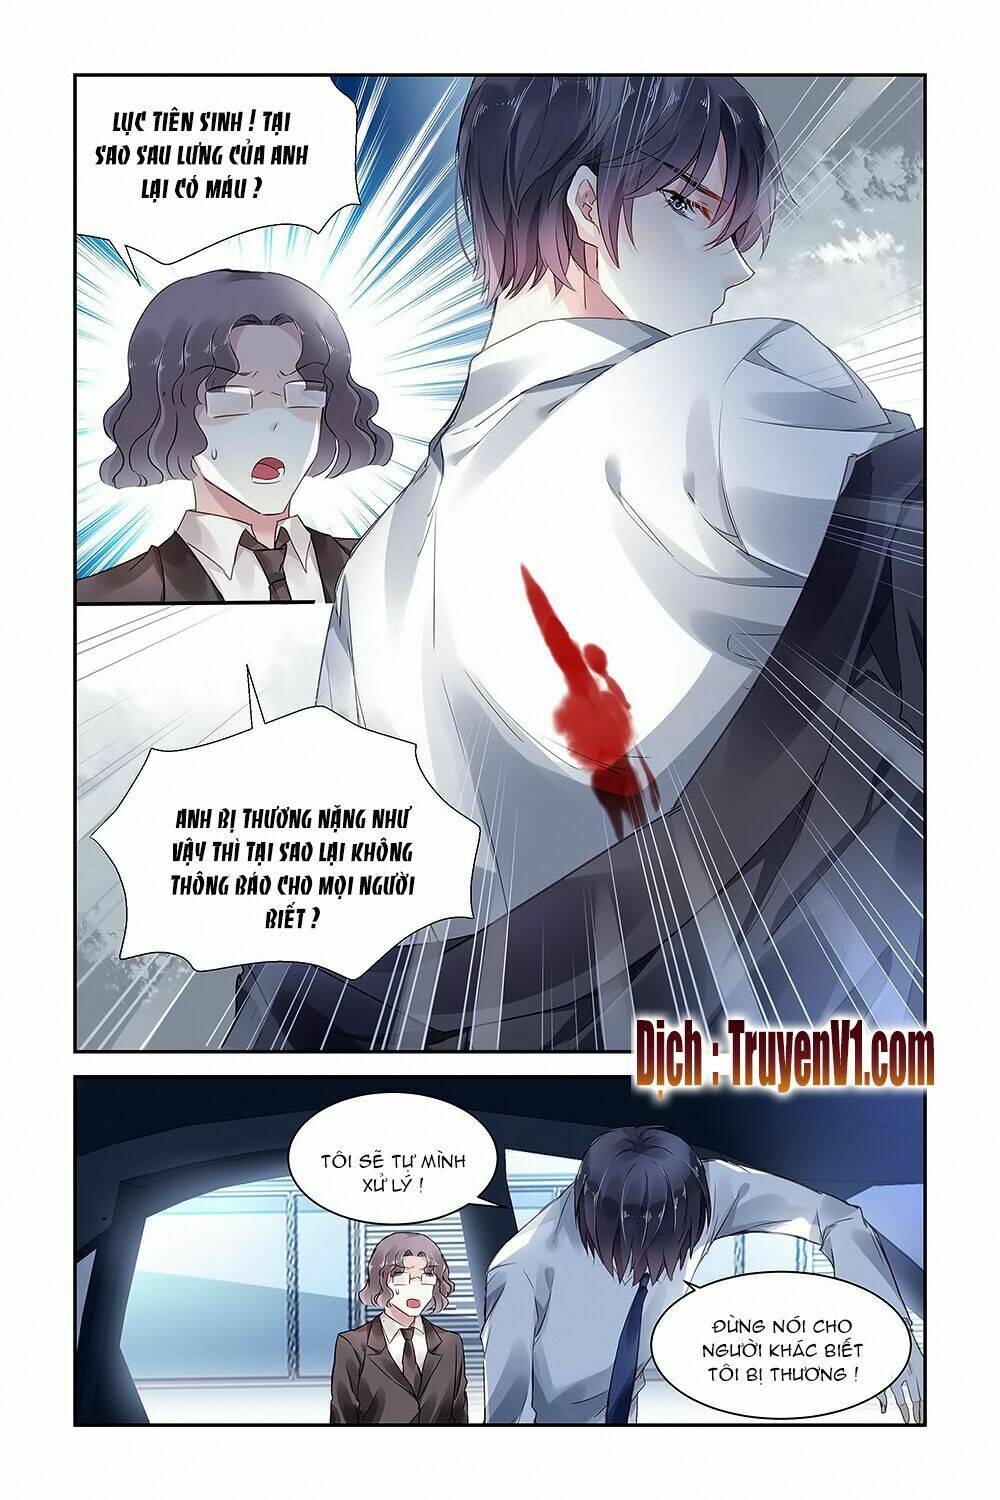 LỤC TIÊN SINH ! TẠI
SAO SAU LƯNG CỦA ANH
LẠI CÓ MÁU ?
ANH BỊ THƯỜNG NẶNG NHƯ
VẬY THÌ TẠI SAO LẠI KHÔNG
THÔNG BÁO CHO MỌI NGƯỜI
BIẾT ?
Dịch : TruyenV1.com
TÔI SẼ TỰ MÌNH
XỬ LÝ !
ĐỪNG NÓI CHO
NGƯỜI KHÁC BIẾT
TÔI BỊ THƯƠNG !